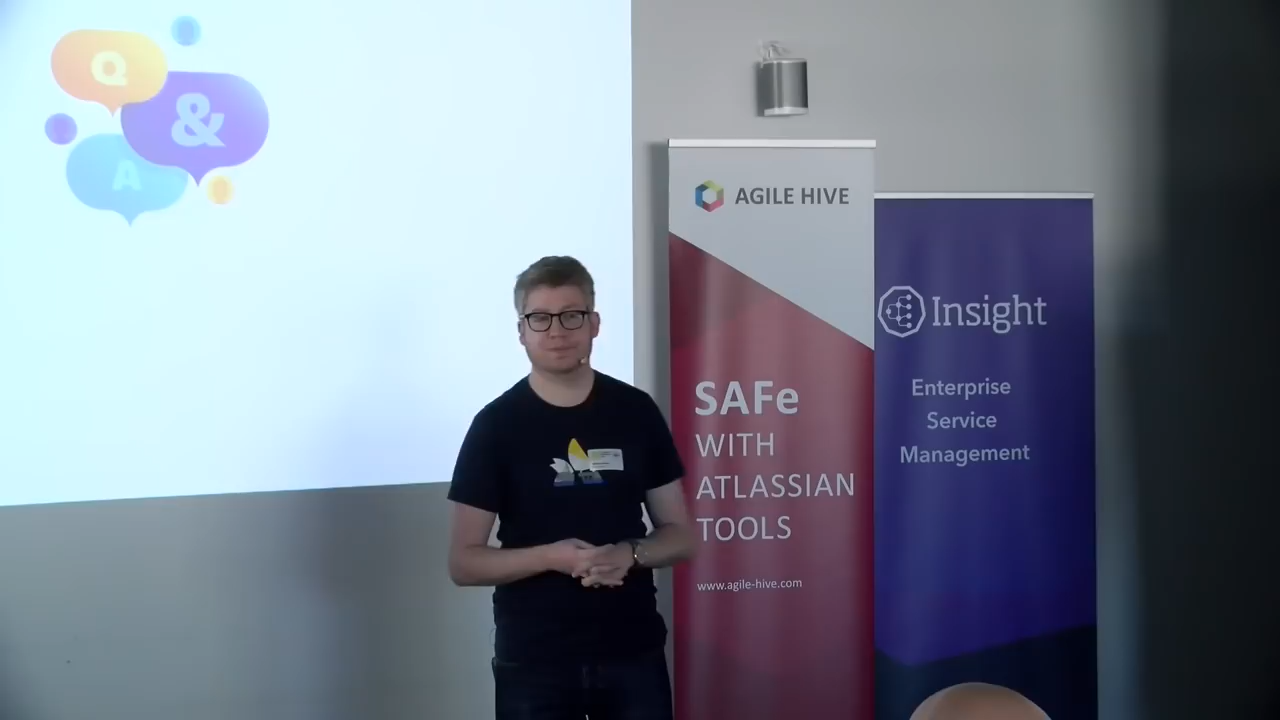 Q
&
A
AGILE HIVE
SAFe
WITH
ATLASSIAN
TOOLS
www.agile-hive.com
Insight
Enterprise
Service
Management